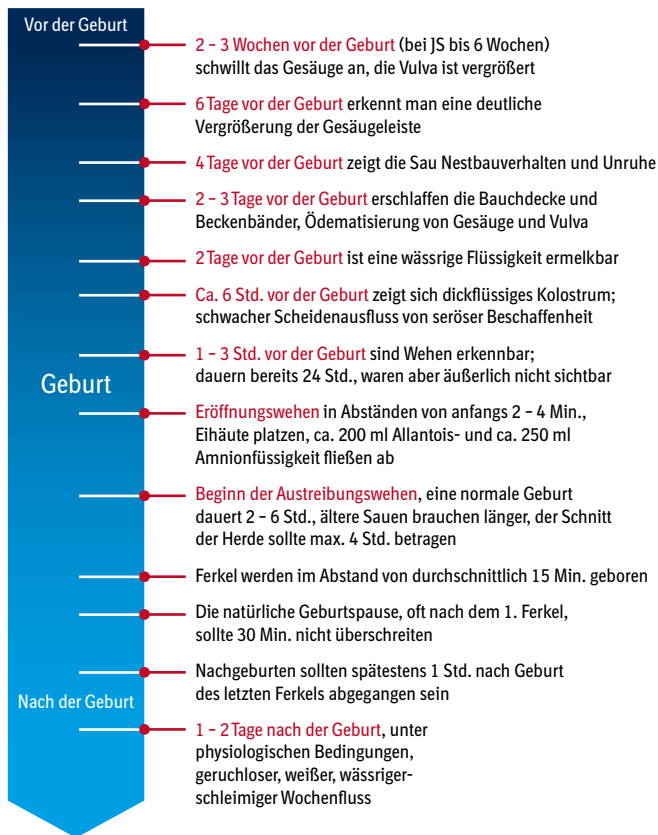 Vor der Geburt
2 – 3 Wochen vor der Geburt (bei JS bis 6 Wochen)
schwillt das Gesäuge an, die Vulva ist vergrößert
6 Tage vor der Geburt erkennt man eine deutliche
Vergrößerung der Gesäugeleiste
4 Tage vor der Geburt zeigt die Sau Nestbauverhalten und Unruhe
2 – 3 Tage vor der Geburt erschlaffen die Bauchdecke und
Beckenbänder, Ödematisierung von Gesäuge und Vulva
2 Tage vor der Geburt ist eine wässrige Flüssigkeit ermelkbar
Ca. 6 Std. vor der Geburt zeigt sich dickflüssiges Kolostrum;
schwacher Scheidenausfluss von seröser Beschaffenheit
1 – 3 Std. vor der Geburt sind Wehen erkennbar;
dauern bereits 24 Std., waren aber äußerlich nicht sichtbar
Geburt
Eröffnungswehen in Abständen von anfangs 2 – 4 Min.,
Eihäute platzen, ca. 200 ml Allantois- und ca. 250 ml
Amnionfüssigkeit fließen ab
Beginn der Austreibungswehen, eine normale Geburt
dauert 2 – 6 Std., ältere Sauen brauchen länger, der Schnitt
der Herde sollte max. 4 Std. betragen
Ferkel werden im Abstand von durchschnittlich 15 Min. geboren
Die natürliche Geburtspause, oft nach dem 1. Ferkel,
sollte 30 Min. nicht überschreiten
Nachgeburten sollten spätestens 1 Std. nach Geburt
des letzten Ferkels abgegangen sein
Nach der Geburt
1 – 2 Tage nach der Geburt, unter
physiologischen Bedingungen,
geruchloser, weißer, wässriger-
schleimiger Wochenfluss